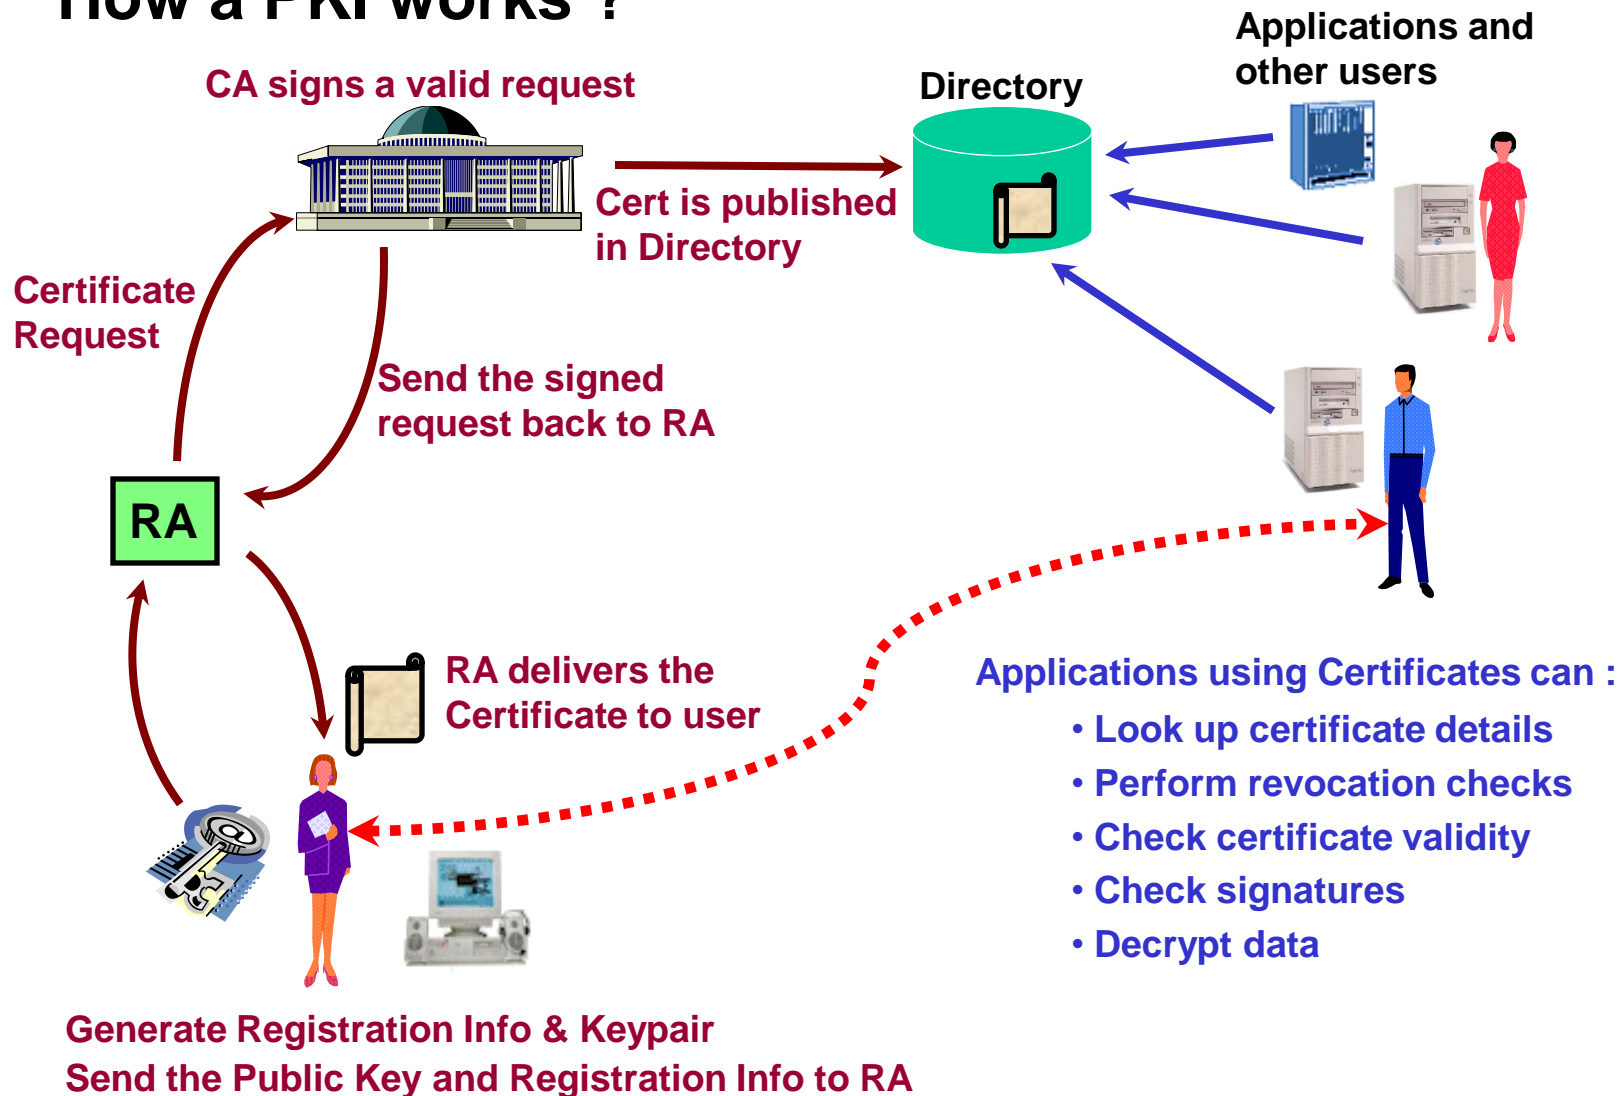 How a PKI works ?
Applications and
other users
CA signs a valid request
Directory
Cert is published
in Directory
Certificate
Request
Send the signed
request back to RA
RA
RA delivers the
Certificate to user
Applications using Certificates can :
• Look up certificate details
• Perform revocation checks
• Check certificate validity
• Check signatures
• Decrypt data
Generate Registration Info & Keypair
Send the Public Key and Registration Info to RA